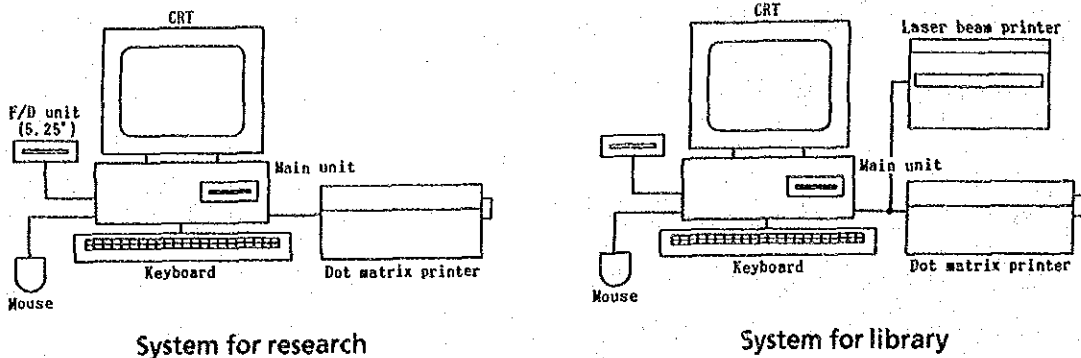 CRT
F/D unit
(5.25")
Main unit
Keyboard
Dot matrix printer
Mouse
System for research
CRT
Laser beam printer
Main unit
Keyboard
Dot matrix printer
Mouse
System for library